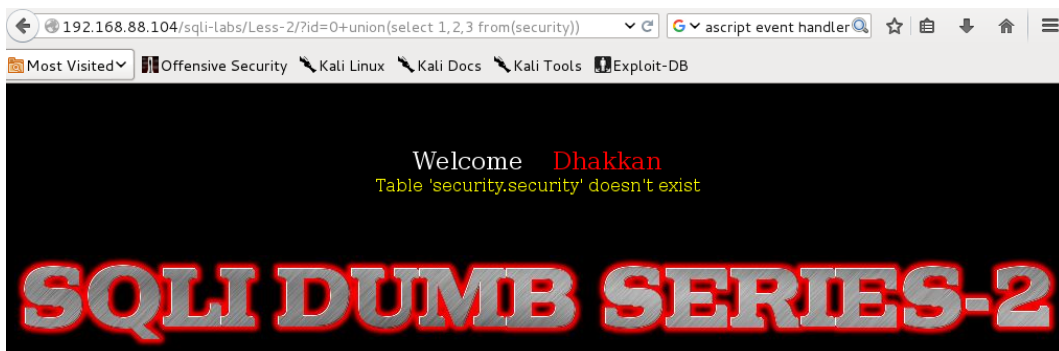 192.168.88.104/sqli-labs/Less-2/?id=0+union(select 1,2,3 from(security))
G ascript event handler
Most Visited Offensive Security Kali Linux Kali Docs Kali Tools Exploit-DB
Welcome Dhakkan
Table 'security.security' doesn't exist
SQLI DUMB SERIES-2